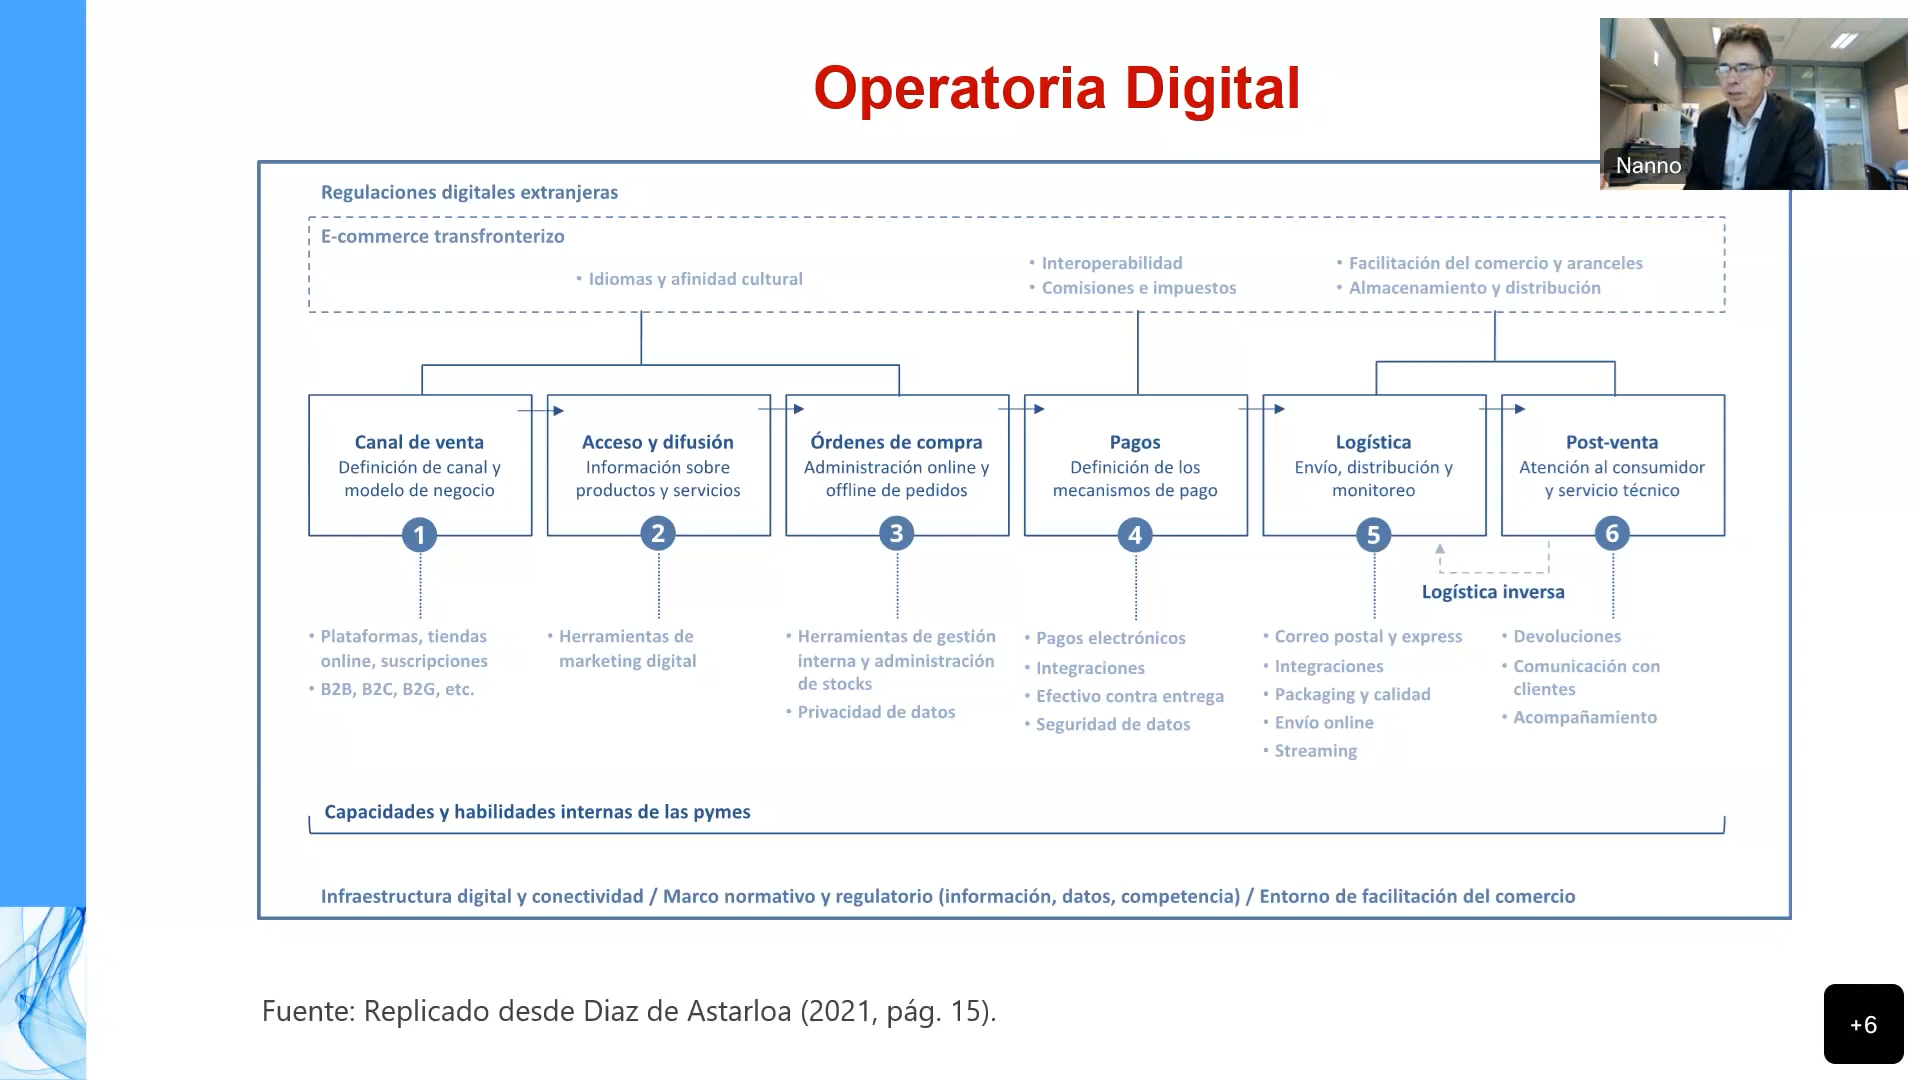 Operatoria Digital
Nanno
Regulaciones digitales extranjeras
E-commerce transfronterizo
• Idiomas y afinidad cultural
• Interoperabilidad
• Comisiones e impuestos
• Facilitación del comercio y aranceles
• Almacenamiento y distribución
Canal de venta
Definición de canal y
modelo de negocio
1
Acceso y difusión
Información sobre
productos y servicios
2
Órdenes de compra
Administración online y
offline de pedidos
3
Pagos
Definición de los
mecanismos de pago
4
Logística
Envío, distribución y
monitoreo
5
Post-venta
Atención al consumidor
y servicio técnico
6
Logística inversa
• Plataformas, tiendas
online, suscripciones
• B2B, B2C, B2G, etc.
• Herramientas de
marketing digital
• Herramientas de gestión
interna y administración
de stocks
• Privacidad de datos
• Pagos electrónicos
• Integraciones
• Efectivo contra entrega
• Seguridad de datos
• Correo postal y express
• Integraciones
• Packaging y calidad
• Envío online
• Streaming
• Devoluciones
• Comunicación con
clientes
• Acompañamiento
Capacidades y habilidades internas de las pymes
Infraestructura digital y conectividad / Marco normativo y regulatorio (información, datos, competencia) / Entorno de facilitación del comercio
Fuente: Replicado desde Diaz de Astarloa (2021, pág. 15).
+6